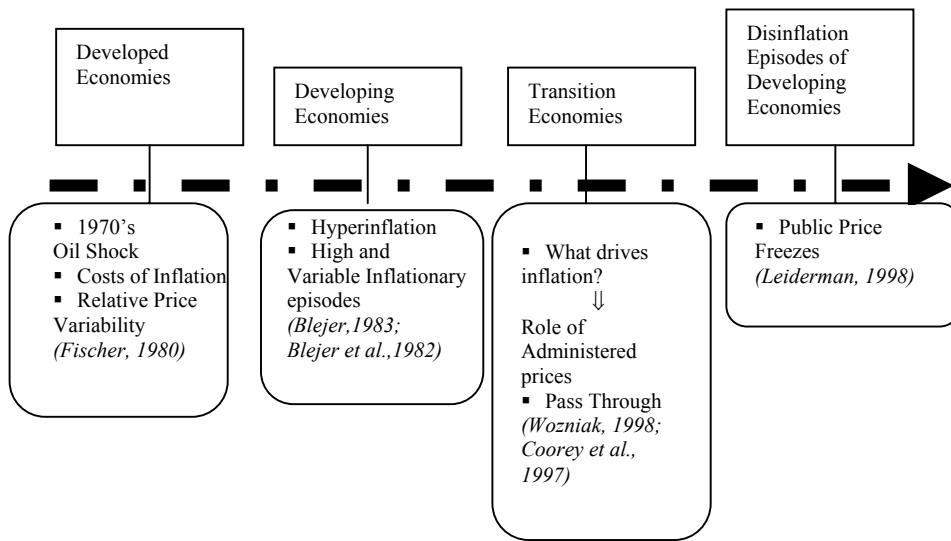 Developed
Economies
▪ 1970's
Oil Shock
▪ Costs of Inflation
▪ Relative Price
Variability
(Fischer, 1980)
Developing
Economies
▪ Hyperinflation
▪ High and
Variable Inflationary
episodes
(Blejer,1983;
Blejer et al.,1982)
Transition
Economies
▪ What drives
inflation?
⇓
Role of
Administered
prices
▪ Pass Through
(Wozniak, 1998;
Coorey et al.,
1997)
Disinflation
Episodes of
Developing
Economies
▪ Public Price
Freezes
(Leiderman, 1998)